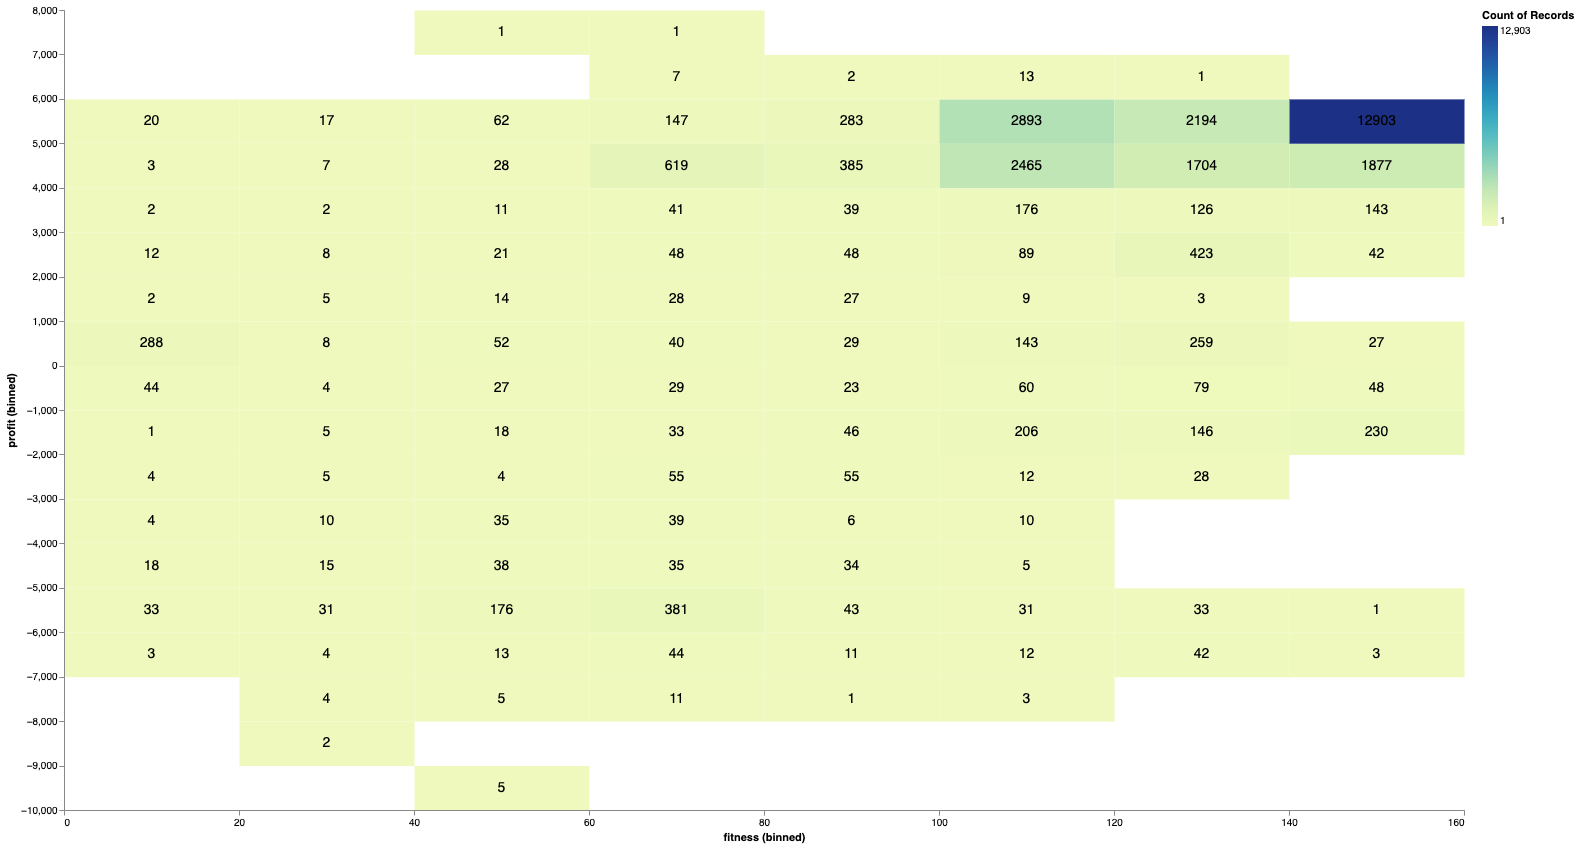 Count of Records
12,903
1
profit (binned)
8,000
1 1
7,000
7 2 13 1
6,000
20 17 62 147 283 2893 2194 12903
5,000
3 7 28 619 385 2465 1704 1877
4,000
2 2 11 41 39 176 126 143
3,000
12 8 21 48 48 89 423 42
2,000
2 5 14 28 27 9 3
1,000
288 8 52 40 29 143 259 27
0
44 4 27 29 23 60 79 48
−1,000
1 5 18 33 46 206 146 230
−2,000
4 5 4 55 55 12 28
−3,000
4 10 35 39 6 10
−4,000
18 15 38 35 34 5
−5,000
33 31 176 381 43 31 33 1
−6,000
3 4 13 44 11 12 42 3
−7,000
4 5 11 1 3
−8,000
2
−9,000
5
−10,000
0 20 40 60 80 100 120 140 160
fitness (binned)